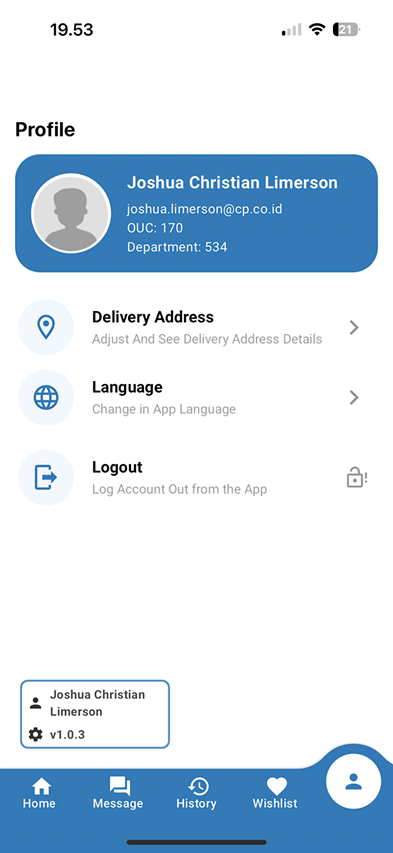 19.53
21
Profile
Joshua Christian Limerson
joshua.limerson@cp.co.id
OUC: 170
Department: 534
Delivery Address
Adjust And See Delivery Address Details
Language
Change in App Language
Logout
Log Account Out from the App
Joshua Christian
Limerson
v1.0.3
Home
Message
History
Wishlist